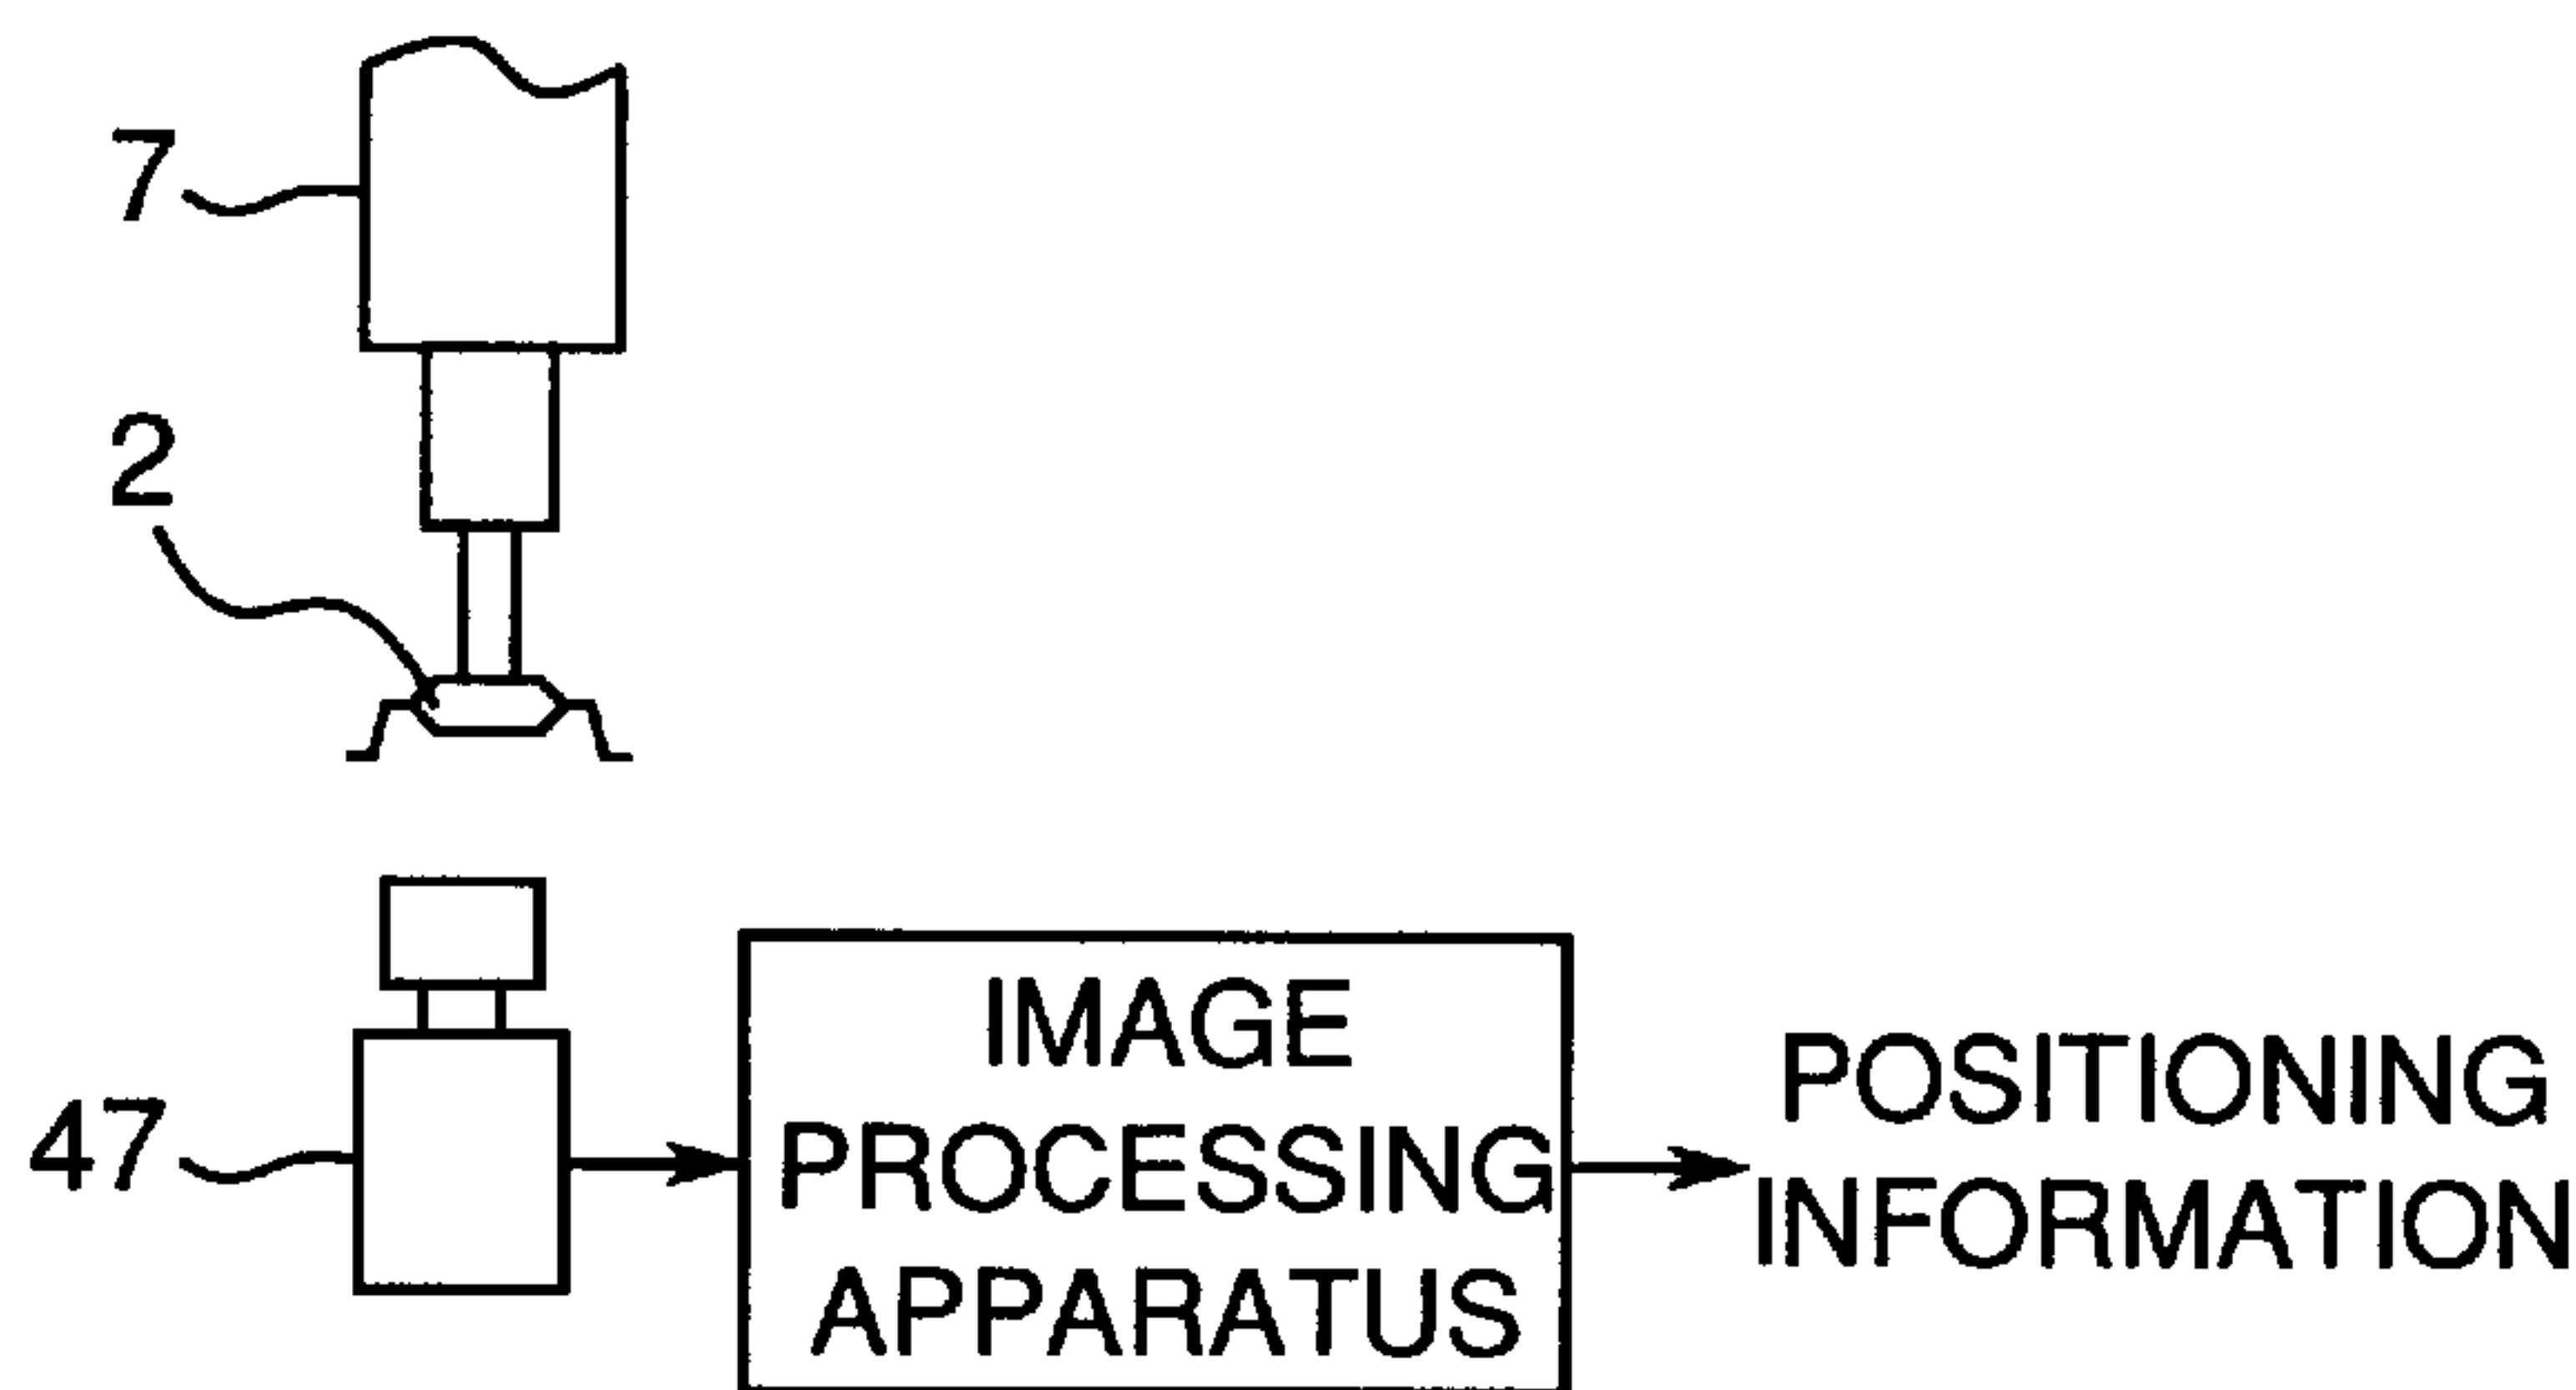 7
2
47
IMAGE
PROCESSING
APPARATUS
POSITIONING
INFORMATION